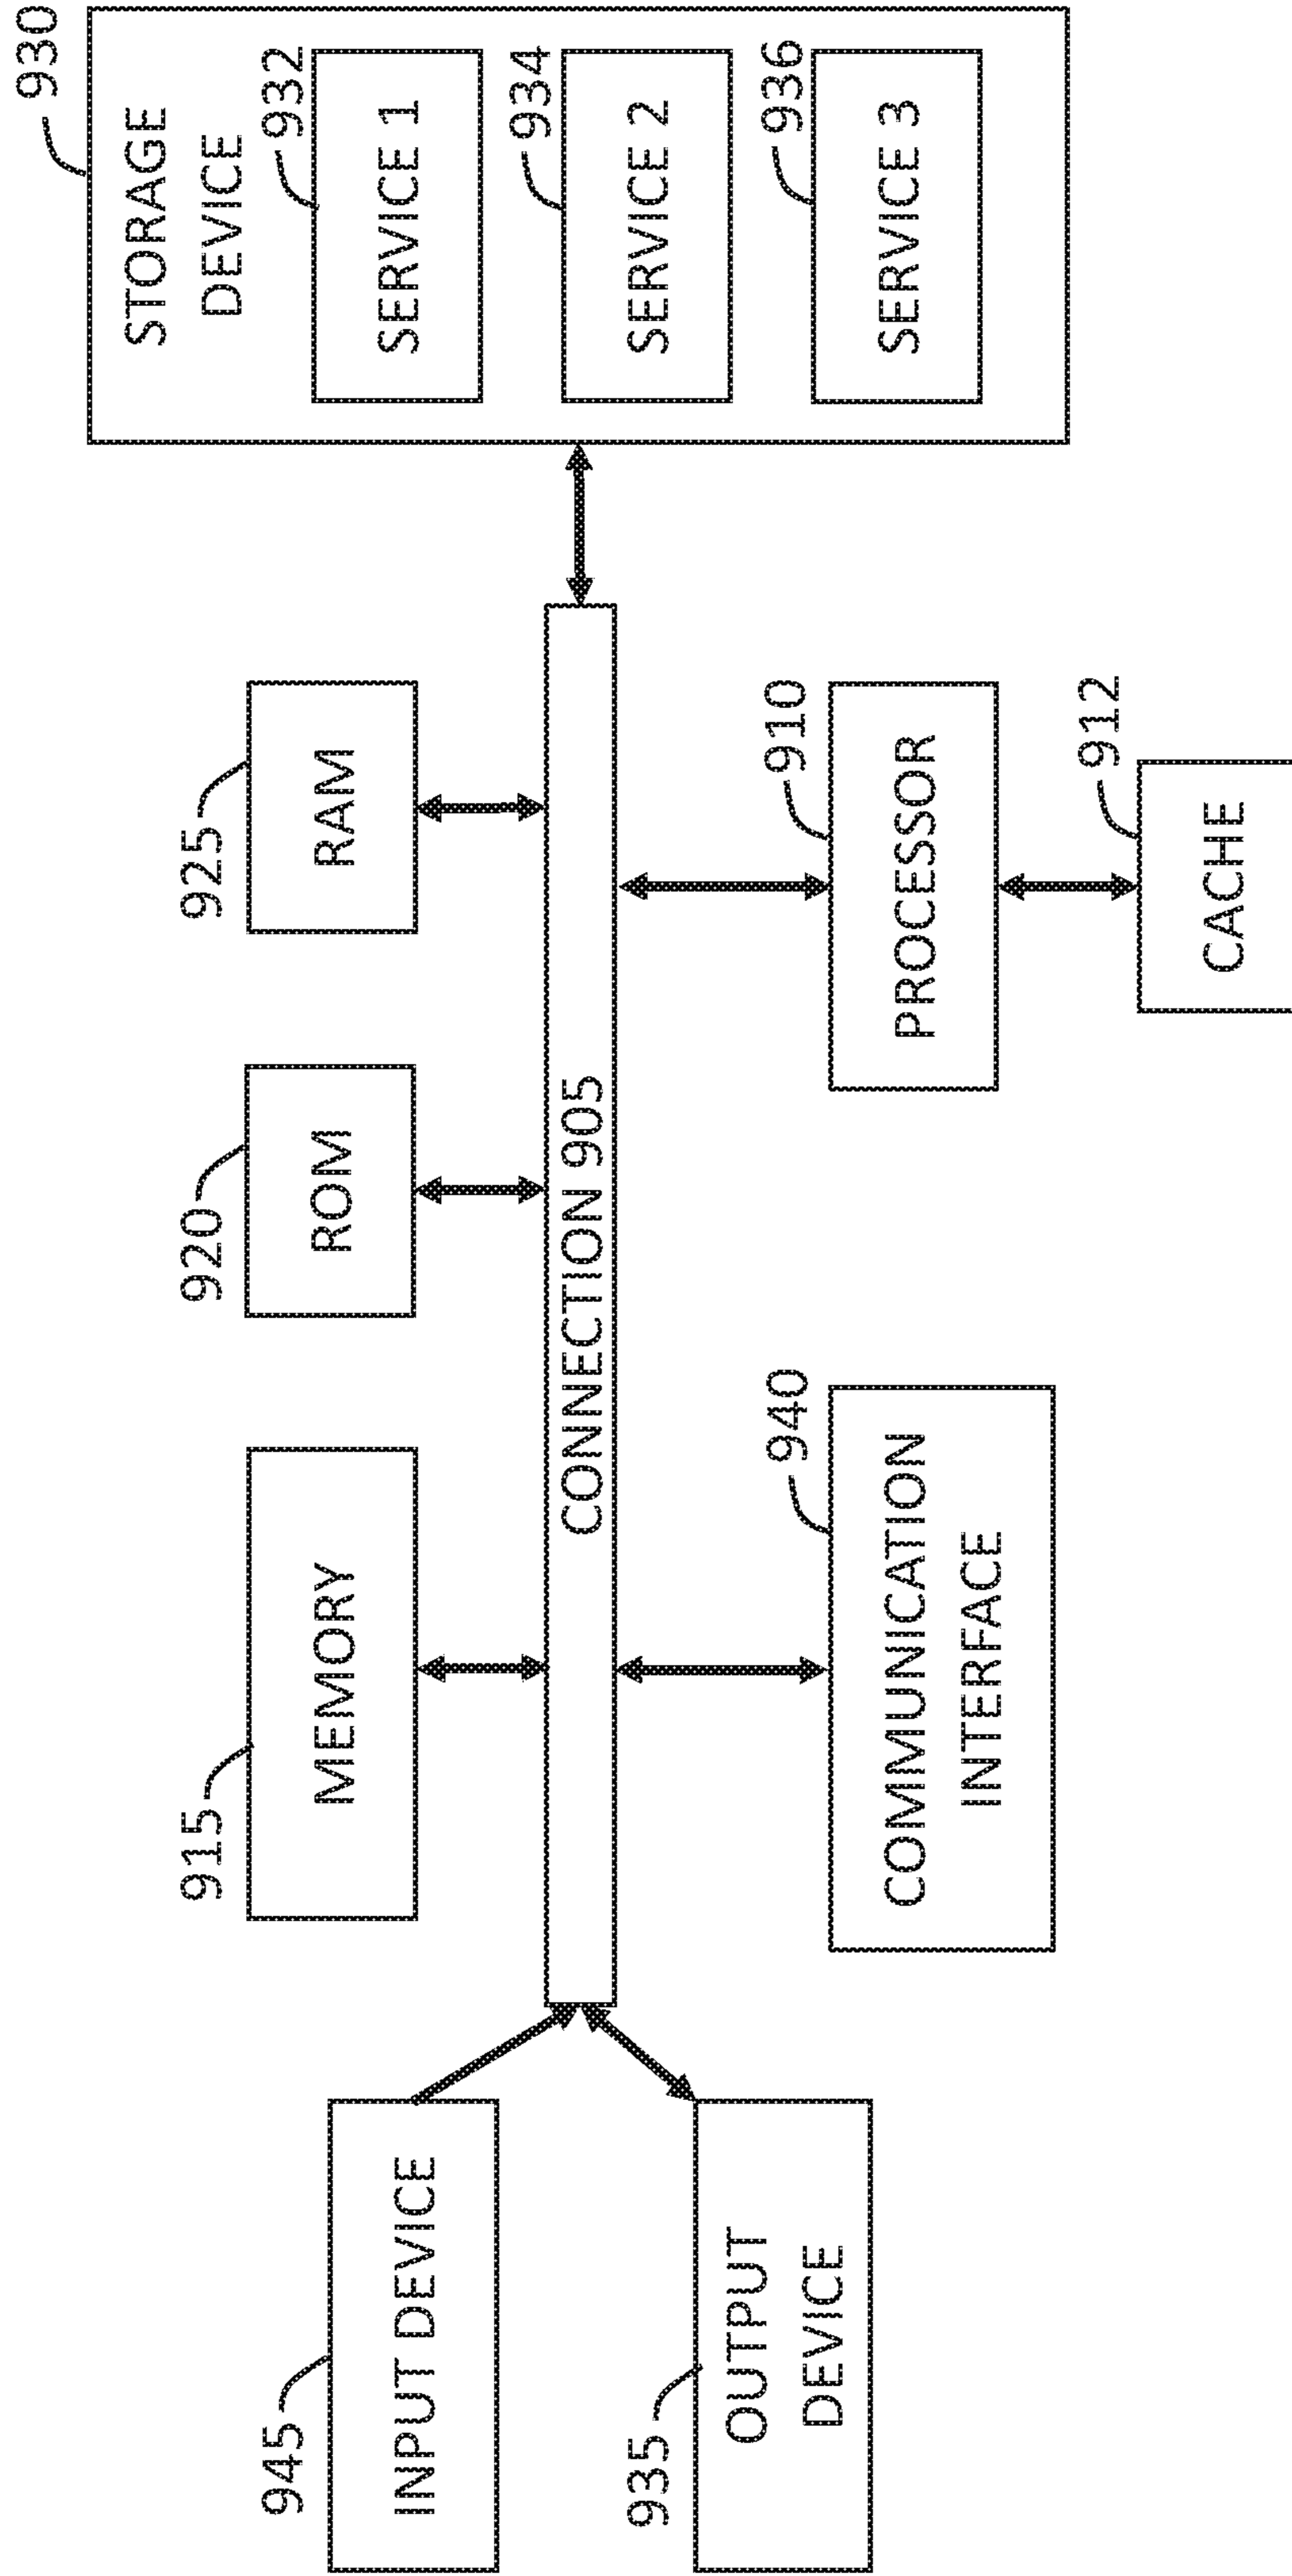 930
STORAGE
DEVICE
932
SERVICE 1
934
SERVICE 2
936
SERVICE 3
925
RAM
920
ROM
915
MEMORY
CONNECTION 905
910
PROCESSOR
912
CACHE
940
COMMUNICATION
INTERFACE
945
INPUT DEVICE
935
OUTPUT
DEVICE